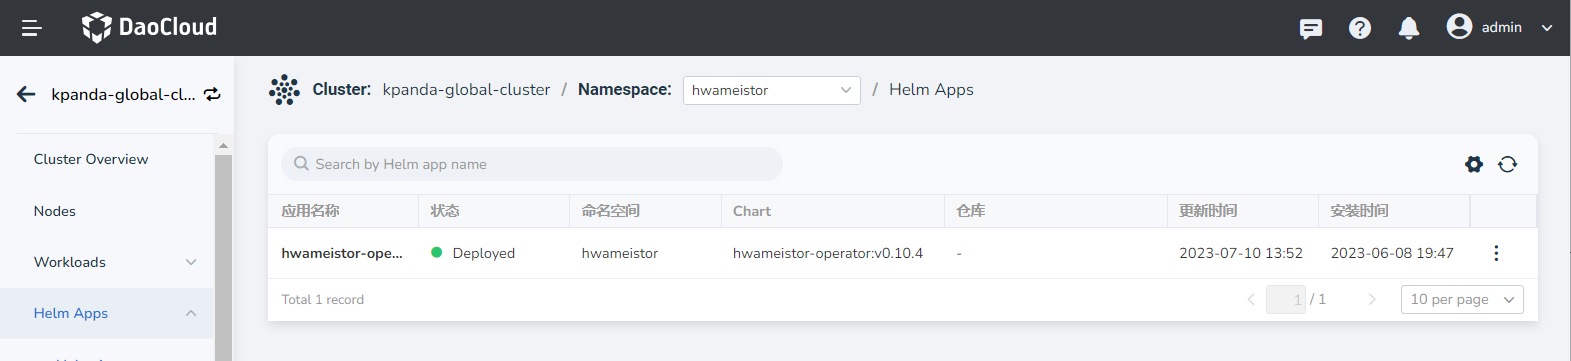 DaoCloud
admin
kpanda-global-cl...
Cluster: kpanda-global-cluster / Namespace: hwameistor / Helm Apps
Cluster Overview
Nodes
Workloads
Helm Apps
Search by Helm app name
应用名称 状态 命名空间 Chart 仓库 更新时间 安装时间
hwameistor-ope... Deployed hwameistor hwameistor-operator:v0.10.4 - 2023-07-10 13:52 2023-06-08 19:47
Total 1 record
1 / 1
10 per page